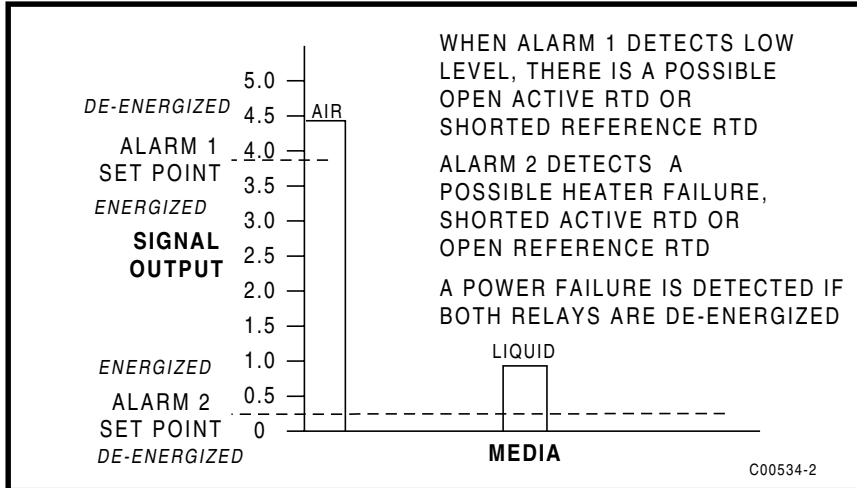 WHEN ALARM 1 DETECTS LOW
LEVEL, THERE IS A POSSIBLE
OPEN ACTIVE RTD OR
SHORTED REFERENCE RTD
ALARM 2 DETECTS A
POSSIBLE HEATER FAILURE,
SHORTED ACTIVE RTD OR
OPEN REFERENCE RTD
A POWER FAILURE IS DETECTED IF
BOTH RELAYS ARE DE-ENERGIZED
DE-ENERGIZED
ALARM 1
SET POINT
ENERGIZED
SIGNAL
OUTPUT
ENERGIZED
ALARM 2
SET POINT
DE-ENERGIZED
5.0
4.5
4.0
3.5
3.0
2.5
2.0
1.5
1.0
0.5
0
AIR
LIQUID
MEDIA
C00534-2